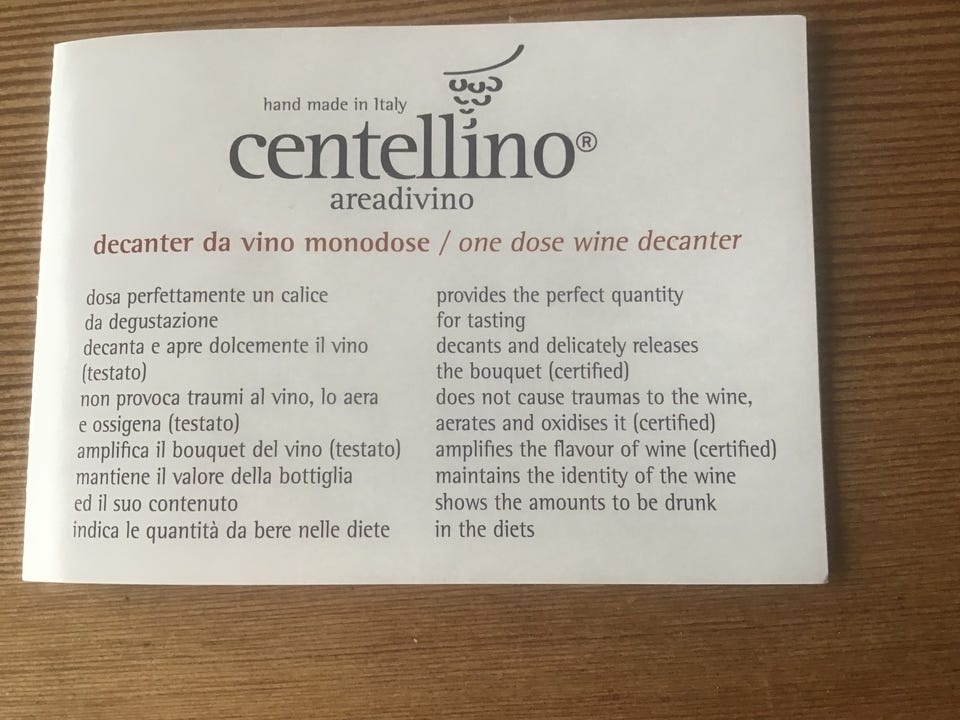 hand made in Italy
centellino®
areadivino
decanter da vino monodose / one dose wine decanter
dosa perfettamente un calice
da degustazione
decanta e apre dolcemente il vino
(testato)
non provoca traumi al vino, lo aera
e ossigena (testato)
amplifica il bouquet del vino (testato)
mantiene il valore della bottiglia
ed il suo contenuto
indica le quantità da bere nelle diete
provides the perfect quantity
for tasting
decants and delicately releases
the bouquet (certified)
does not cause traumas to the wine,
aerates and oxidises it (certified)
amplifies the flavour of wine (certified)
maintains the identity of the wine
shows the amounts to be drunk
in the diets